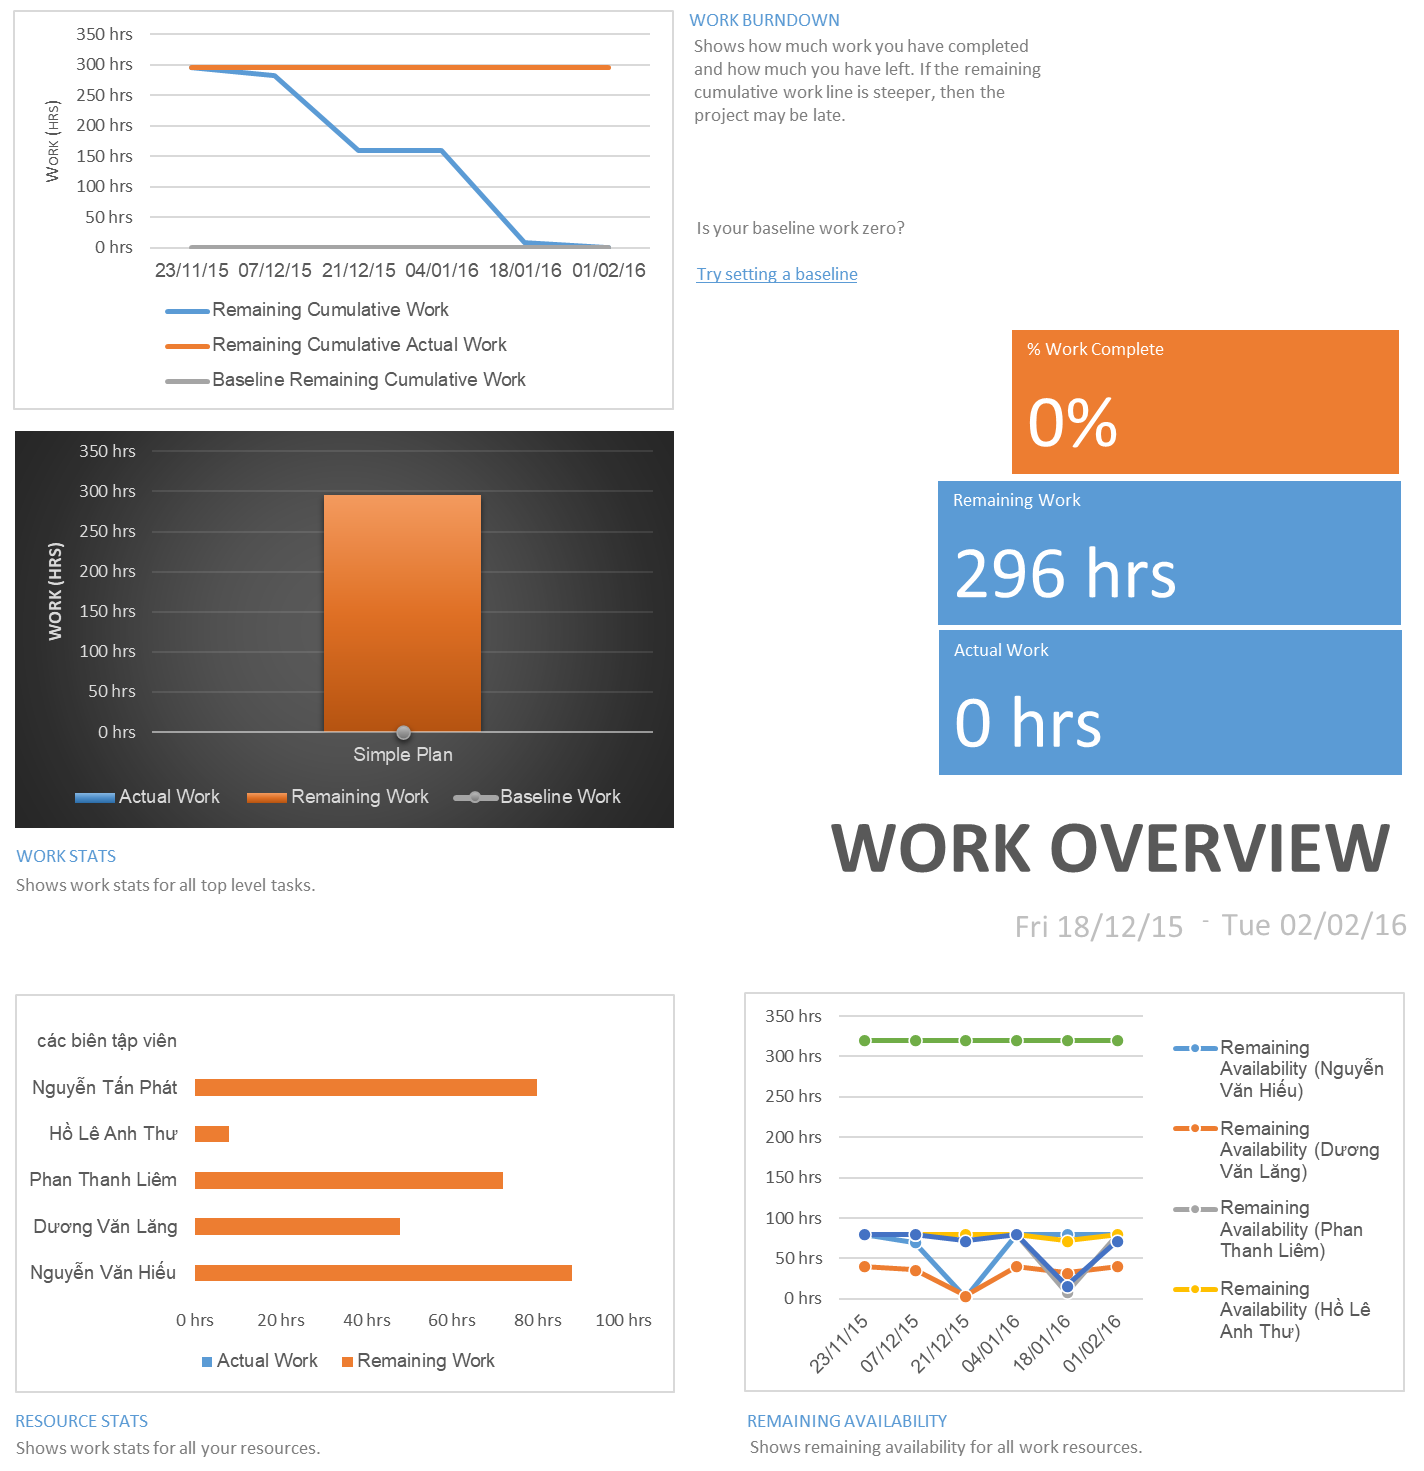 350 hrs
300 hrs
250 hrs
200 hrs
150 hrs
100 hrs
50 hrs
0 hrs
WORK (HRS)
23/11/15 07/12/15 21/12/15 04/01/16 18/01/16 01/02/16
Remaining Cumulative Work
Remaining Cumulative Actual Work
Baseline Remaining Cumulative Work
WORK BURNDOWN
Shows how much work you have completed
and how much you have left. If the remaining
cumulative work line is steeper, then the
project may be late.
Is your baseline work zero?
Try setting a baseline
% Work Complete
0%
Remaining Work
296 hrs
Actual Work
0 hrs
350 hrs
300 hrs
250 hrs
200 hrs
150 hrs
100 hrs
50 hrs
0 hrs
WORK (HRS)
Simple Plan
Actual Work Remaining Work Baseline Work
WORK STATS
Shows work stats for all top level tasks.
WORK OVERVIEW
Fri 18/12/15 - Tue 02/02/16
các biên tập viên
Nguyễn Tấn Phát
Hồ Lê Anh Thư
Phan Thanh Liêm
Dương Văn Lăng
Nguyễn Văn Hiếu
0 hrs 20 hrs 40 hrs 60 hrs 80 hrs 100 hrs
Actual Work Remaining Work
RESOURCE STATS
Shows work stats for all your resources.
350 hrs
300 hrs
250 hrs
200 hrs
150 hrs
100 hrs
50 hrs
0 hrs
23/11/15 07/12/15 21/12/15 04/01/16 18/01/16 01/02/16
Remaining
Availability (Nguyễn
Văn Hiếu)
Remaining
Availability (Dương
Văn Lăng)
Remaining
Availability (Phan
Thanh Liêm)
Remaining
Availability (Hồ Lê
Anh Thư)
REMAINING AVAILABILITY
Shows remaining availability for all work resources.